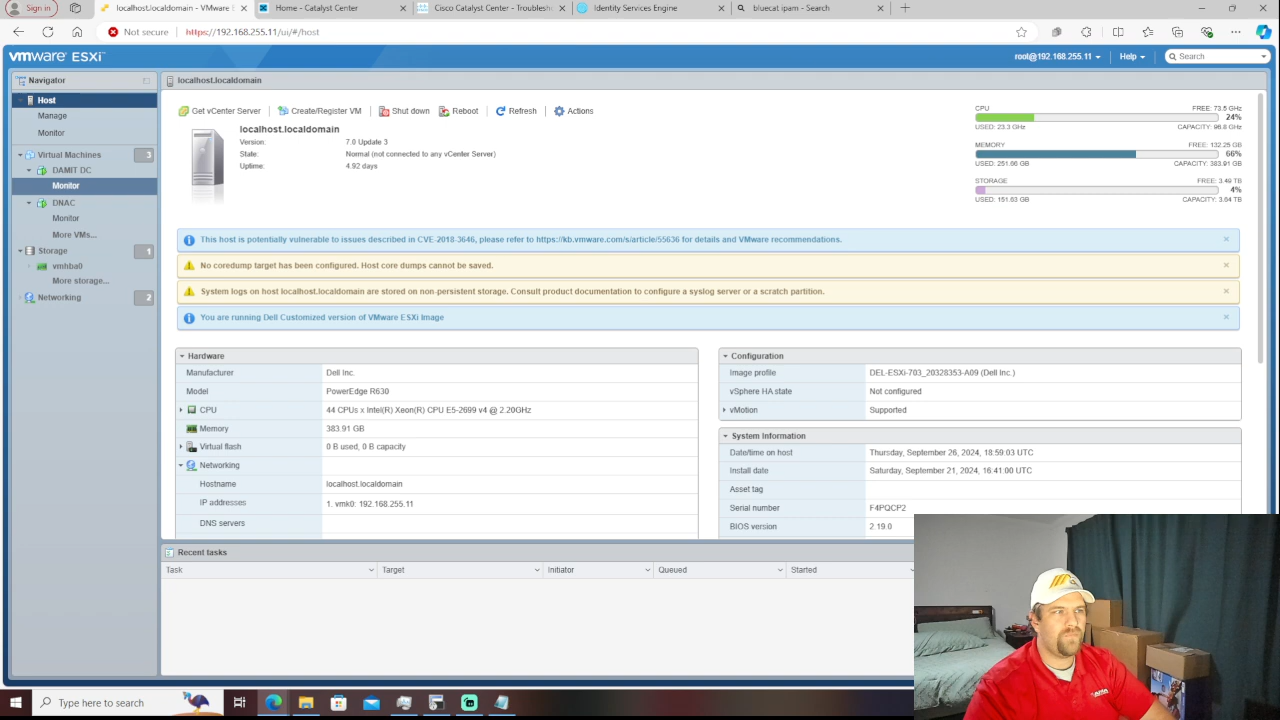 Sign in
localhost.localdomain - VMware E
Home - Catalyst Center
Cisco Catalyst Center - Troublesh
Identity Services Engine
bluecat ipam - Search
Not secure
https://192.168.255.11/ui/#/host
vmware ESXi
root@192.168.255.11
Help
Search
Navigator
localhost.localdomain
Host
Manage
Monitor
Virtual Machines 3
DAMIT DC
Monitor
DNAC
Monitor
More VMs...
Storage 1
vmhba0
More storage...
Networking 2
Get vCenter Server
Create/Register VM
Shut down
Reboot
Refresh
Actions
localhost.localdomain
Version: 7.0 Update 3
State: Normal (not connected to any vCenter Server)
Uptime: 4.92 days
CPU FREE: 73.5 GHz
24%
USED: 23.3 GHz CAPACITY: 96.8 GHz
MEMORY FREE: 132.25 GB
66%
USED: 251.66 GB CAPACITY: 383.91 GB
STORAGE FREE: 3.49 TB
4%
USED: 151.63 GB CAPACITY: 3.64 TB
This host is potentially vulnerable to issues described in CVE-2018-3646, please refer to https://kb.vmware.com/s/article/55636 for details and VMware recommendations.
No coredump target has been configured. Host core dumps cannot be saved.
System logs on host localhost.localdomain are stored on non-persistent storage. Consult product documentation to configure a syslog server or a scratch partition.
You are running Dell Customized version of VMware ESXi Image
Hardware
Manufacturer Dell Inc.
Model PowerEdge R630
CPU 44 CPUs x Intel(R) Xeon(R) CPU E5-2699 v4 @ 2.20GHz
Memory 383.91 GB
Virtual flash 0 B used, 0 B capacity
Networking
Hostname localhost.localdomain
IP addresses 1. vmk0: 192.168.255.11
DNS servers
Configuration
Image profile DEL-ESXi-703_20328353-A09 (Dell Inc.)
vSphere HA state Not configured
vMotion Supported
System Information
Date/time on host Thursday, September 26, 2024, 18:59:03 UTC
Install date Saturday, September 21, 2024, 16:41:00 UTC
Asset tag
Serial number F4PQCP2
BIOS version 2.19.0
Recent tasks
Task Target Initiator Queued Started
Type here to search